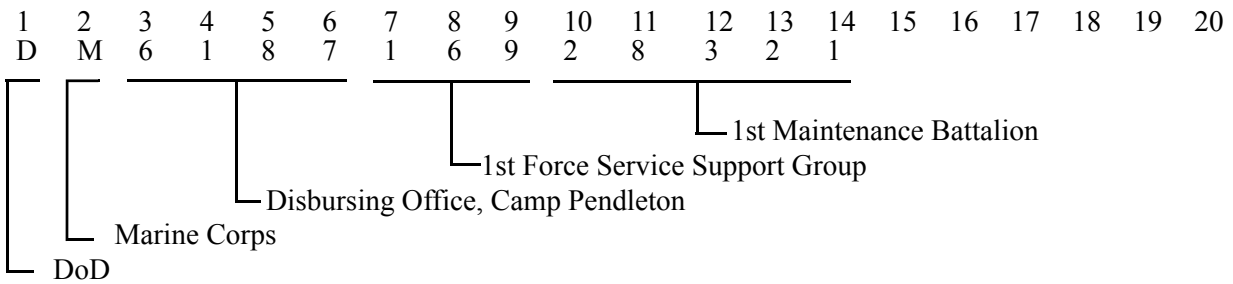 1 2 3 4 5 6 7 8 9 10 11 12 13 14 15 16 17 18 19 20
D M 6 1 8 7 1 6 9 2 8 3 2 1
1st Maintenance Battalion
1st Force Service Support Group
Disbursing Office, Camp Pendleton
Marine Corps
DoD